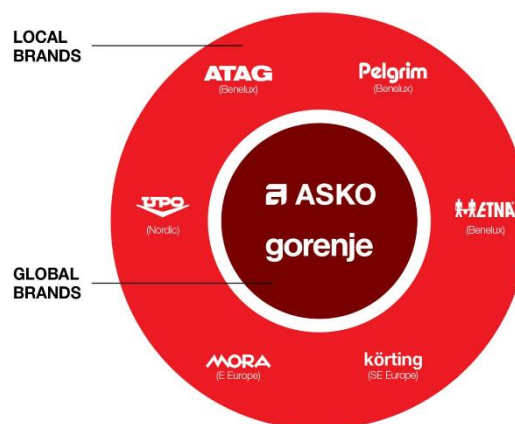 LOCAL
BRANDS
ATAG
(Benelux)
Pelgrim
(Benelux)
UPO
(Nordic)
ASKO
gorenje
ETNA
(Benelux)
GLOBAL
BRANDS
MORA
(E Europe)
körting
(SE Europe)